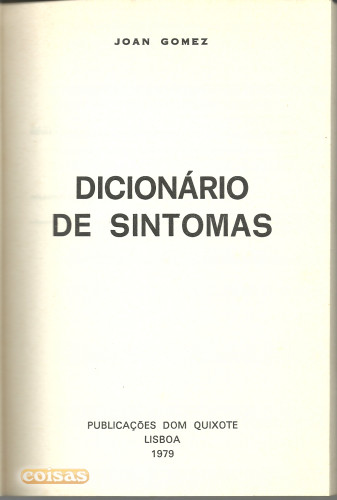 JOAN GOMEZ
DICIONÁRIO
DE SINTOMAS
PUBLICAÇÕES DOM QUIXOTE
LISBOA
1979
coisas